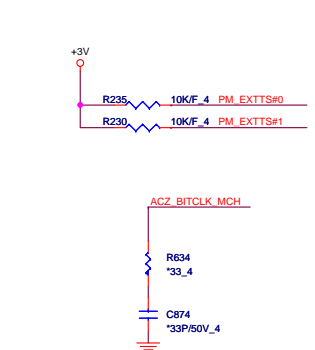 +3V
R235 10K/F_4 PM_EXTTS#0
R230 10K/F_4 PM_EXTTS#1
ACZ_BITCLK_MCH
R634
*33_4
C874
*33P/50V_4